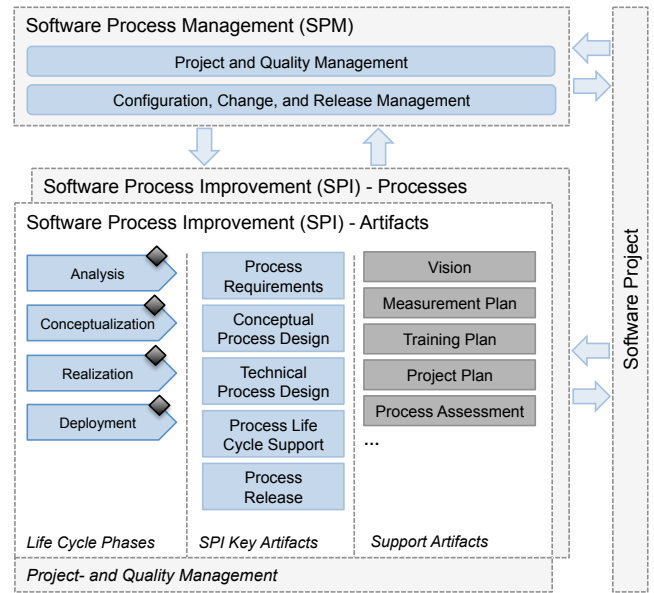 Software Process Management (SPM)
Project and Quality Management
Configuration, Change, and Release Management
Software Process Improvement (SPI) - Processes
Software Process Improvement (SPI) - Artifacts
Analysis
Conceptualization
Realization
Deployment
Life Cycle Phases
Process
Requirements
Conceptual
Process Design
Technical
Process Design
Process Life
Cycle Support
Process
Release
SPI Key Artifacts
Vision
Measurement Plan
Training Plan
Project Plan
Process Assessment
...
Support Artifacts
Project- and Quality Management
Software Project